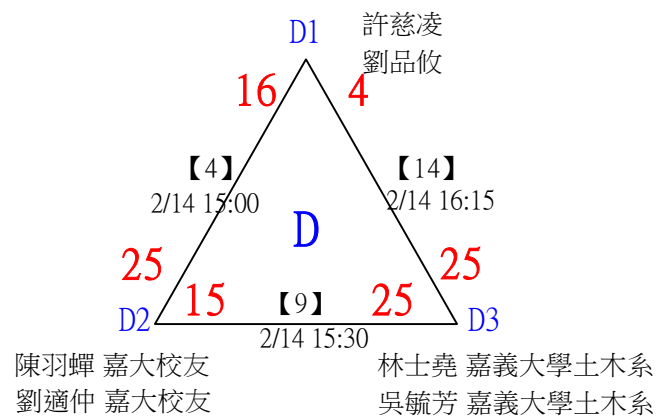 D1
許慈凌
劉品攸
16
4
【4】
2/14 15:00
【14】
2/14 16:15
D
25
25
D2
15
【9】
25
D3
2/14 15:30
陳羽蟬 嘉大校友
劉適仲 嘉大校友
林士堯 嘉義大學土木系
吳毓芳 嘉義大學土木系